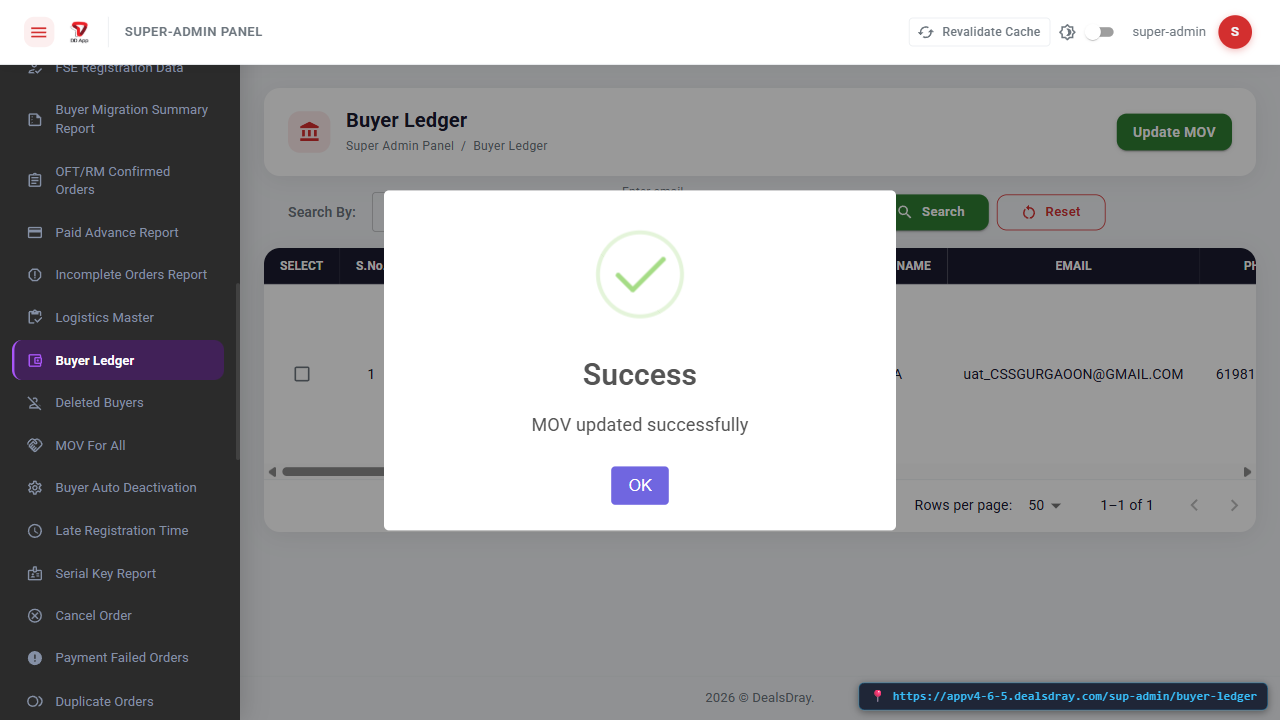 DD App
SUPER-ADMIN PANEL
Revalidate Cache
super-admin
S
FSE Registration Data
Buyer Migration Summary
Report
OFT/RM Confirmed
Orders
Paid Advance Report
Incomplete Orders Report
Logistics Master
Buyer Ledger
Deleted Buyers
MOV For All
Buyer Auto Deactivation
Late Registration Time
Serial Key Report
Cancel Order
Payment Failed Orders
Duplicate Orders
Buyer Ledger
Super Admin Panel / Buyer Ledger
Update MOV
Search By:
Enter email
Search
Reset
SELECT
S.No
NAME
EMAIL
PH
1
A
uat_CSSGURGAOON@GMAIL.COM
61981
Success
MOV updated successfully
OK
Rows per page:
50
1–1 of 1
2026 © DealsDray.
https://appv4-6-5.dealsdray.com/sup-admin/buyer-ledger